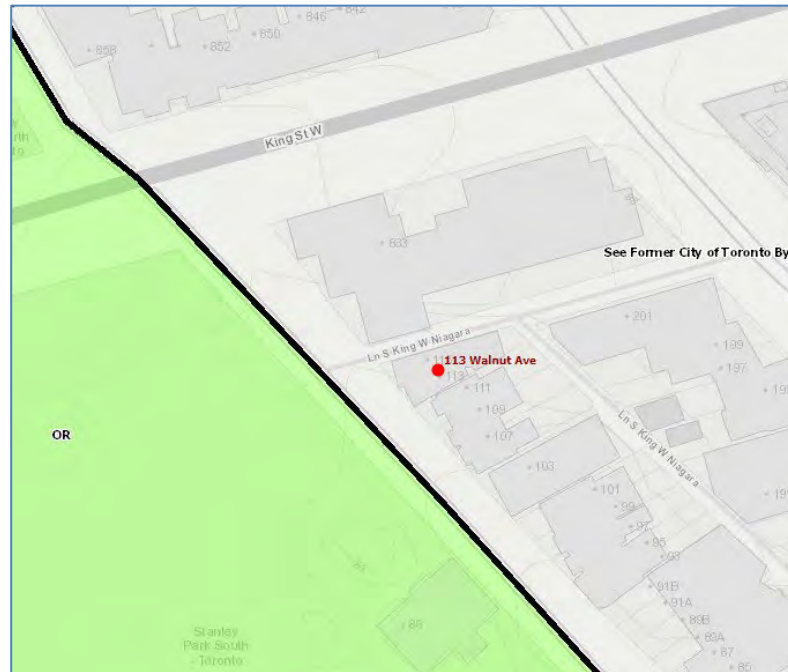 846
842
850
852
858
King St W
833
See Former City of Toronto By
Ln S King W Niagara
113 Walnut Ave
113
111
109
107
103
101
99
97
95
93
91B
91A
89B
89A
87
85
201
199
197
Ln S King W Niagara
OR
Stanley
Park South
- Toronto